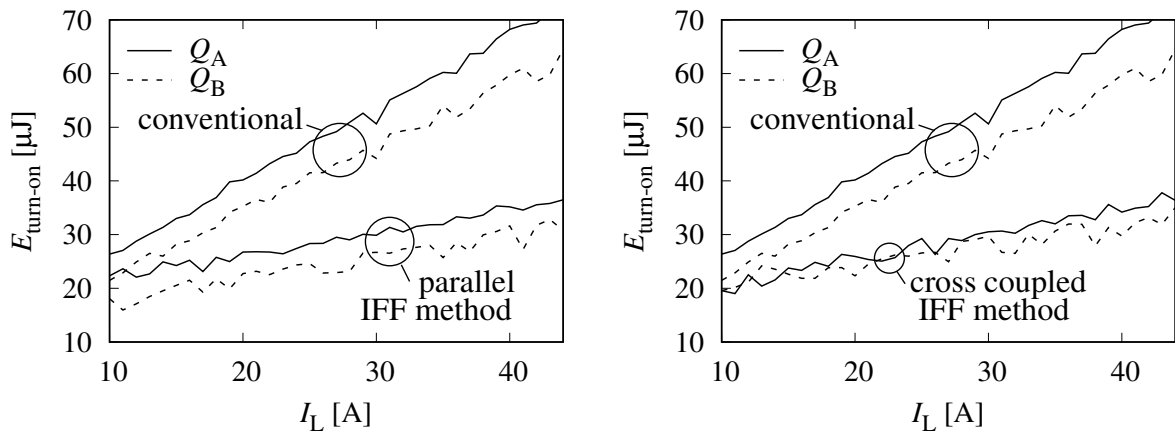 70
60
50
40
30
20
10
E_turn-on [μJ]
Q_A
Q_B
conventional
parallel
IFF method
10 20 30 40
I_L [A]
70
60
50
40
30
20
10
E_turn-on [μJ]
Q_A
Q_B
conventional
cross coupled
IFF method
10 20 30 40
I_L [A]